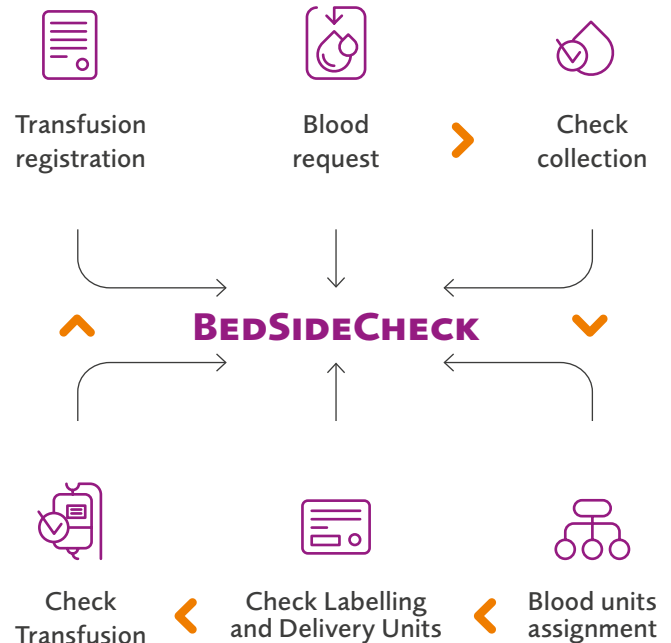 Transfusion
registration
Blood
request
Check
collection
BEDSIDECHECK
Check
Transfusion
Check Labelling
and Delivery Units
Blood units
assignment